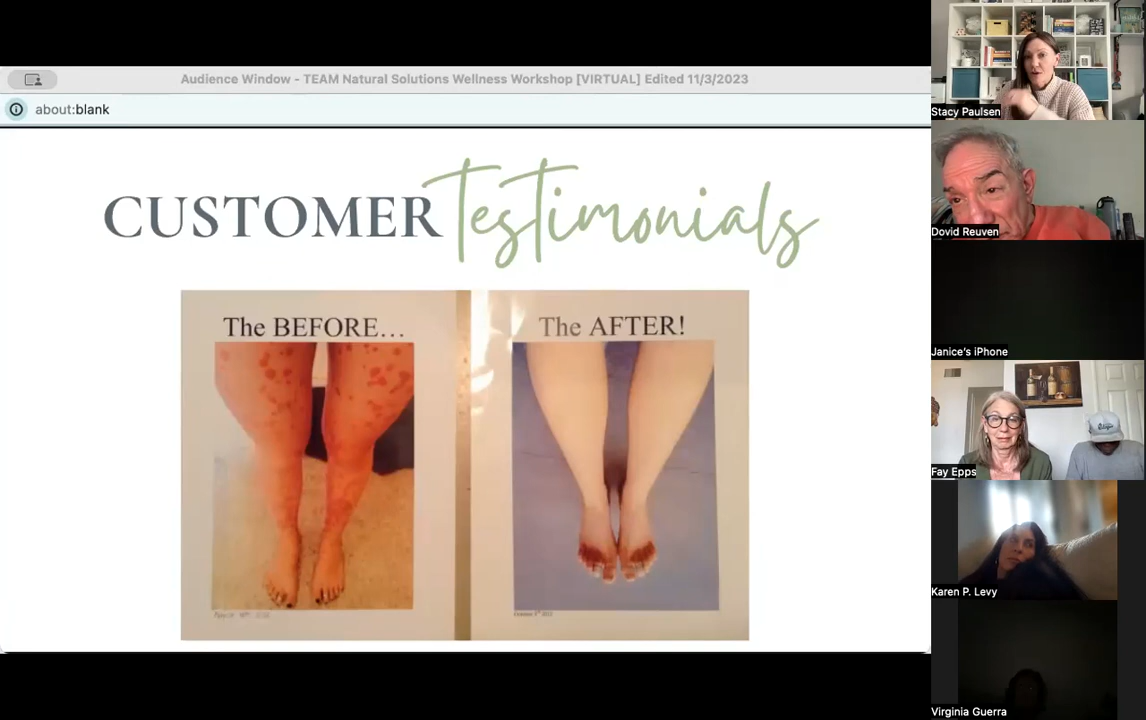 Audience Window - TEAM Natural Solutions Wellness Workshop [VIRTUAL] Edited 11/3/2023
about:blank
CUSTOMER Testimonials
The BEFORE...
The AFTER!
Stacy Paulsen
Dovid Reuven
Janice's iPhone
Fay Epps
Karen P. Levy
Virginia Guerra